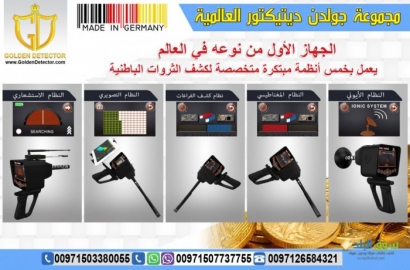 GOLDEN DETECTOR
www.GoldenDetector.com
MADE IN GERMANY
مجموعة جولدن ديتيكتور العالمية
الجهاز الأول من نوعه في العالم
يعمل بخمس أنظمة مبتكرة متخصصة لكشف الثروات الباطنية
النظام الأيوني
النظام المغناطيسي
نظام كشف الفراغات
النظام التصويري
النظام الاستشعاري
IONIC SYSTEM
SEARCHING
00971503380055
00971507737755
0097126584321